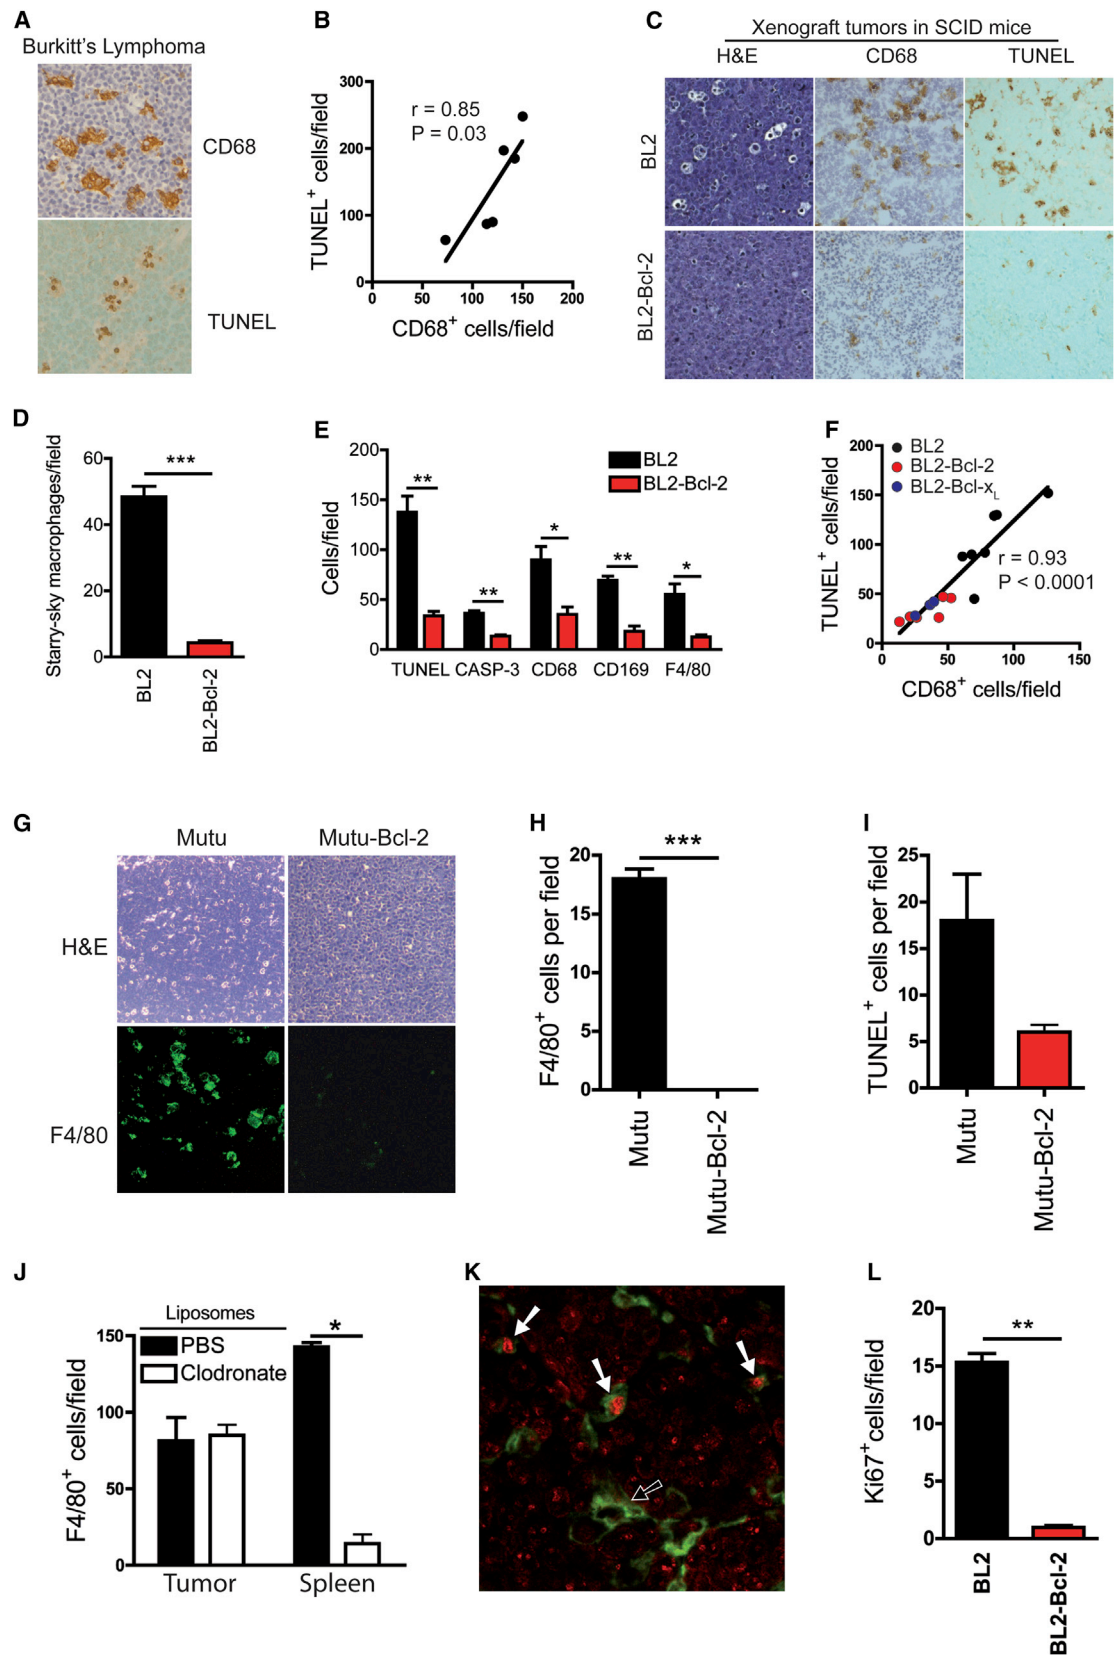 A
Burkitt's Lymphoma
CD68
TUNEL
B
TUNEL+ cells/field
300
200
100
0
r = 0.85
P = 0.03
0 50 100 150 200
CD68+ cells/field
C
Xenograft tumors in SCID mice
H&E CD68 TUNEL
BL2
BL2-Bcl-2
D
Starry-sky macrophages/field
60
40
20
0
***
BL2
BL2-Bcl-2
E
Cells/field
200
150
100
50
0
BL2
BL2-Bcl-2
** ** * ** *
TUNEL CASP-3 CD68 CD169 F4/80
F
TUNEL+ cells/field
200
150
100
50
0
BL2
BL2-Bcl-2
BL2-Bcl-xL
r = 0.93
P < 0.0001
0 50 100 150
CD68+ cells/field
G
Mutu Mutu-Bcl-2
H&E
F4/80
H
F4/80+ cells per field
20
15
10
5
0
***
Mutu
Mutu-Bcl-2
I
TUNEL+ cells per field
25
20
15
10
5
0
Mutu
Mutu-Bcl-2
J
F4/80+ cells/field
Liposomes
PBS
Clodronate
150
100
50
0
*
Tumor Spleen
K
L
Ki67+cells/field
20
15
10
5
0
**
BL2
BL2-Bcl-2